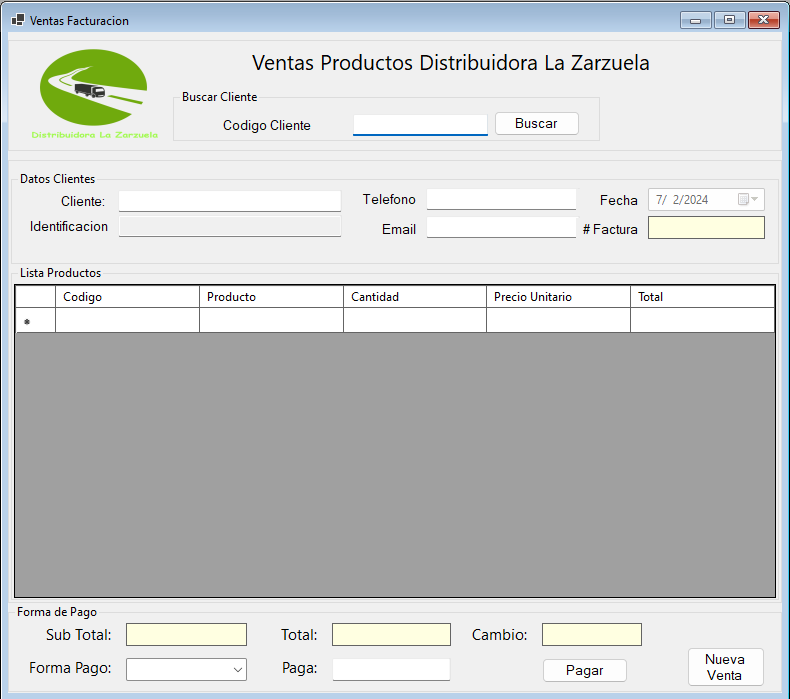 Ventas Facturacion
Ventas Productos Distribuidora La Zarzuela
Distribuidora La Zarzuela
Buscar Cliente
Codigo Cliente Buscar
Datos Clientes
Cliente: Telefono Fecha 7/ 2/2024
Identificacion Email # Factura
Lista Productos
Codigo Producto Cantidad Precio Unitario Total
*
Forma de Pago
Sub Total: Total: Cambio:
Forma Pago: Paga: Pagar
Nueva
Venta